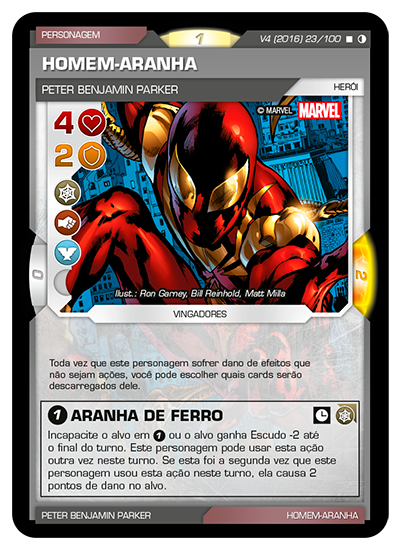 PERSONAGEM
1
V4 (2016) 23/100
HOMEM-ARANHA
PETER BENJAMIN PARKER
HERÓI
4
© MARVEL MARVEL
2
0
2
Ilust.: Ron Garney, Bill Reinhold, Matt Milla
VINGADORES
Toda vez que este personagem sofrer dano de efeitos que
não sejam ações, você pode escolher quais cards serão
descarregados dele.
1 ARANHA DE FERRO
Incapacite o alvo em 1 ou o alvo ganha Escudo -2 até
o final do turno. Este personagem pode usar esta ação
outra vez neste turno. Se esta foi a segunda vez que este
personagem usou esta ação neste turno, ela causa 2
pontos de dano no alvo.
PETER BENJAMIN PARKER
HOMEM-ARANHA